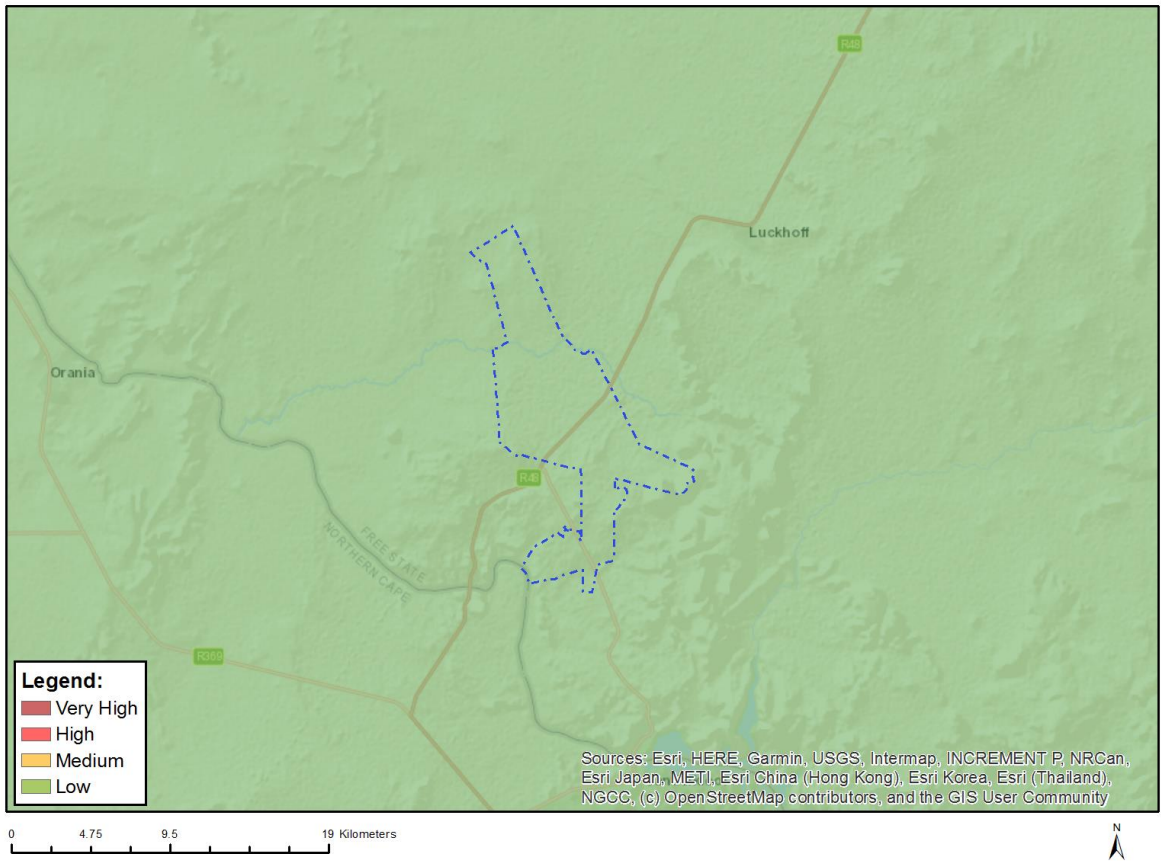 R48
Luckhoff
Orania
R48
FREE STATE
NORTHERN CAPE
R369
Legend:
Very High
High
Medium
Low
Sources: Esri, HERE, Garmin, USGS, Intermap, INCREMENT P, NRCan,
Esri Japan, METI, Esri China (Hong Kong), Esri Korea, Esri (Thailand),
NGCC, (c) OpenStreetMap contributors, and the GIS User Community
0 4.75 9.5 19 Kilometers
N